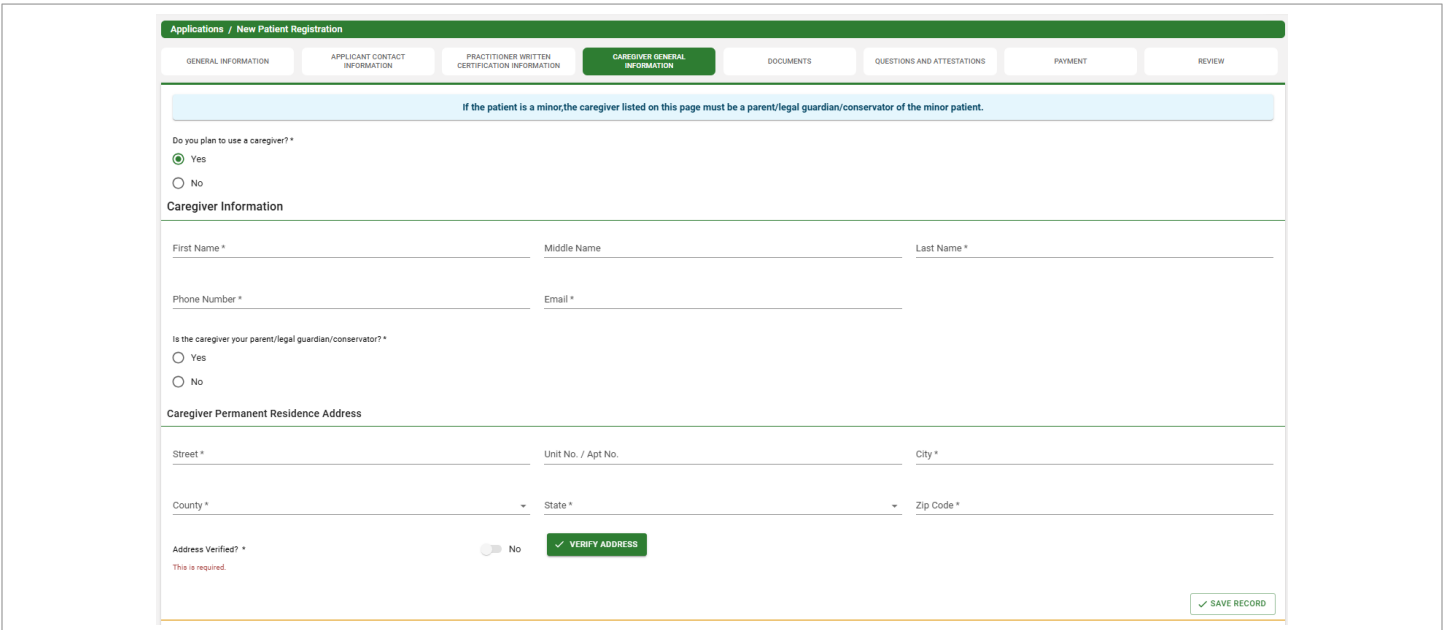 Applications / New Patient Registration
GENERAL INFORMATION
APPLICANT CONTACT
INFORMATION
PRACTITIONER WRITTEN
CERTIFICATION INFORMATION
CAREGIVER GENERAL
INFORMATION
DOCUMENTS
QUESTIONS AND ATTESTATIONS
PAYMENT
REVIEW
If the patient is a minor,the caregiver listed on this page must be a parent/legal guardian/conservator of the minor patient.
Do you plan to use a caregiver? *
Yes
No
Caregiver Information
First Name *
Middle Name
Last Name *
Phone Number *
Email *
Is the caregiver your parent/legal guardian/conservator? *
Yes
No
Caregiver Permanent Residence Address
Street *
Unit No. / Apt No.
City *
County *
State *
Zip Code *
Address Verified? *
No
VERIFY ADDRESS
This is required.
SAVE RECORD